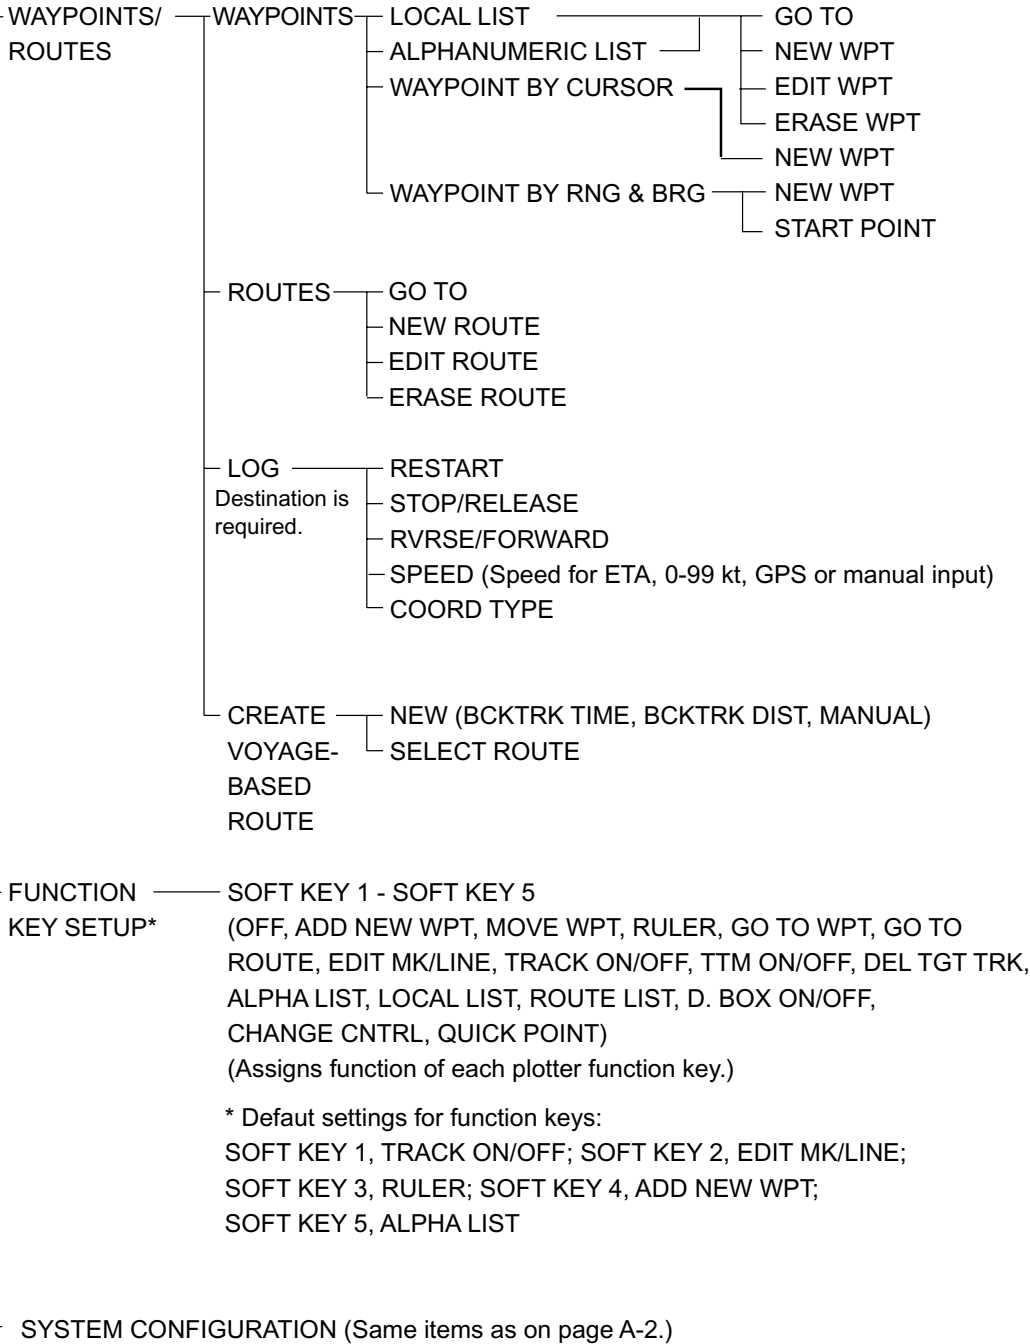 WAYPOINTS/ WAYPOINTS LOCAL LIST GO TO
ROUTES ALPHANUMERIC LIST NEW WPT
WAYPOINT BY CURSOR EDIT WPT
ERASE WPT
NEW WPT
WAYPOINT BY RNG & BRG NEW WPT
START POINT
ROUTES GO TO
NEW ROUTE
EDIT ROUTE
ERASE ROUTE
LOG RESTART
Destination is STOP/RELEASE
required. RVRSE/FORWARD
SPEED (Speed for ETA, 0-99 kt, GPS or manual input)
COORD TYPE
CREATE NEW (BCKTRK TIME, BCKTRK DIST, MANUAL)
VOYAGE- SELECT ROUTE
BASED
ROUTE
FUNCTION SOFT KEY 1 - SOFT KEY 5
KEY SETUP* (OFF, ADD NEW WPT, MOVE WPT, RULER, GO TO WPT, GO TO
ROUTE, EDIT MK/LINE, TRACK ON/OFF, TTM ON/OFF, DEL TGT TRK,
ALPHA LIST, LOCAL LIST, ROUTE LIST, D. BOX ON/OFF,
CHANGE CNTRL, QUICK POINT)
(Assigns function of each plotter function key.)
* Defaut settings for function keys:
SOFT KEY 1, TRACK ON/OFF; SOFT KEY 2, EDIT MK/LINE;
SOFT KEY 3, RULER; SOFT KEY 4, ADD NEW WPT;
SOFT KEY 5, ALPHA LIST
SYSTEM CONFIGURATION (Same items as on page A-2.)